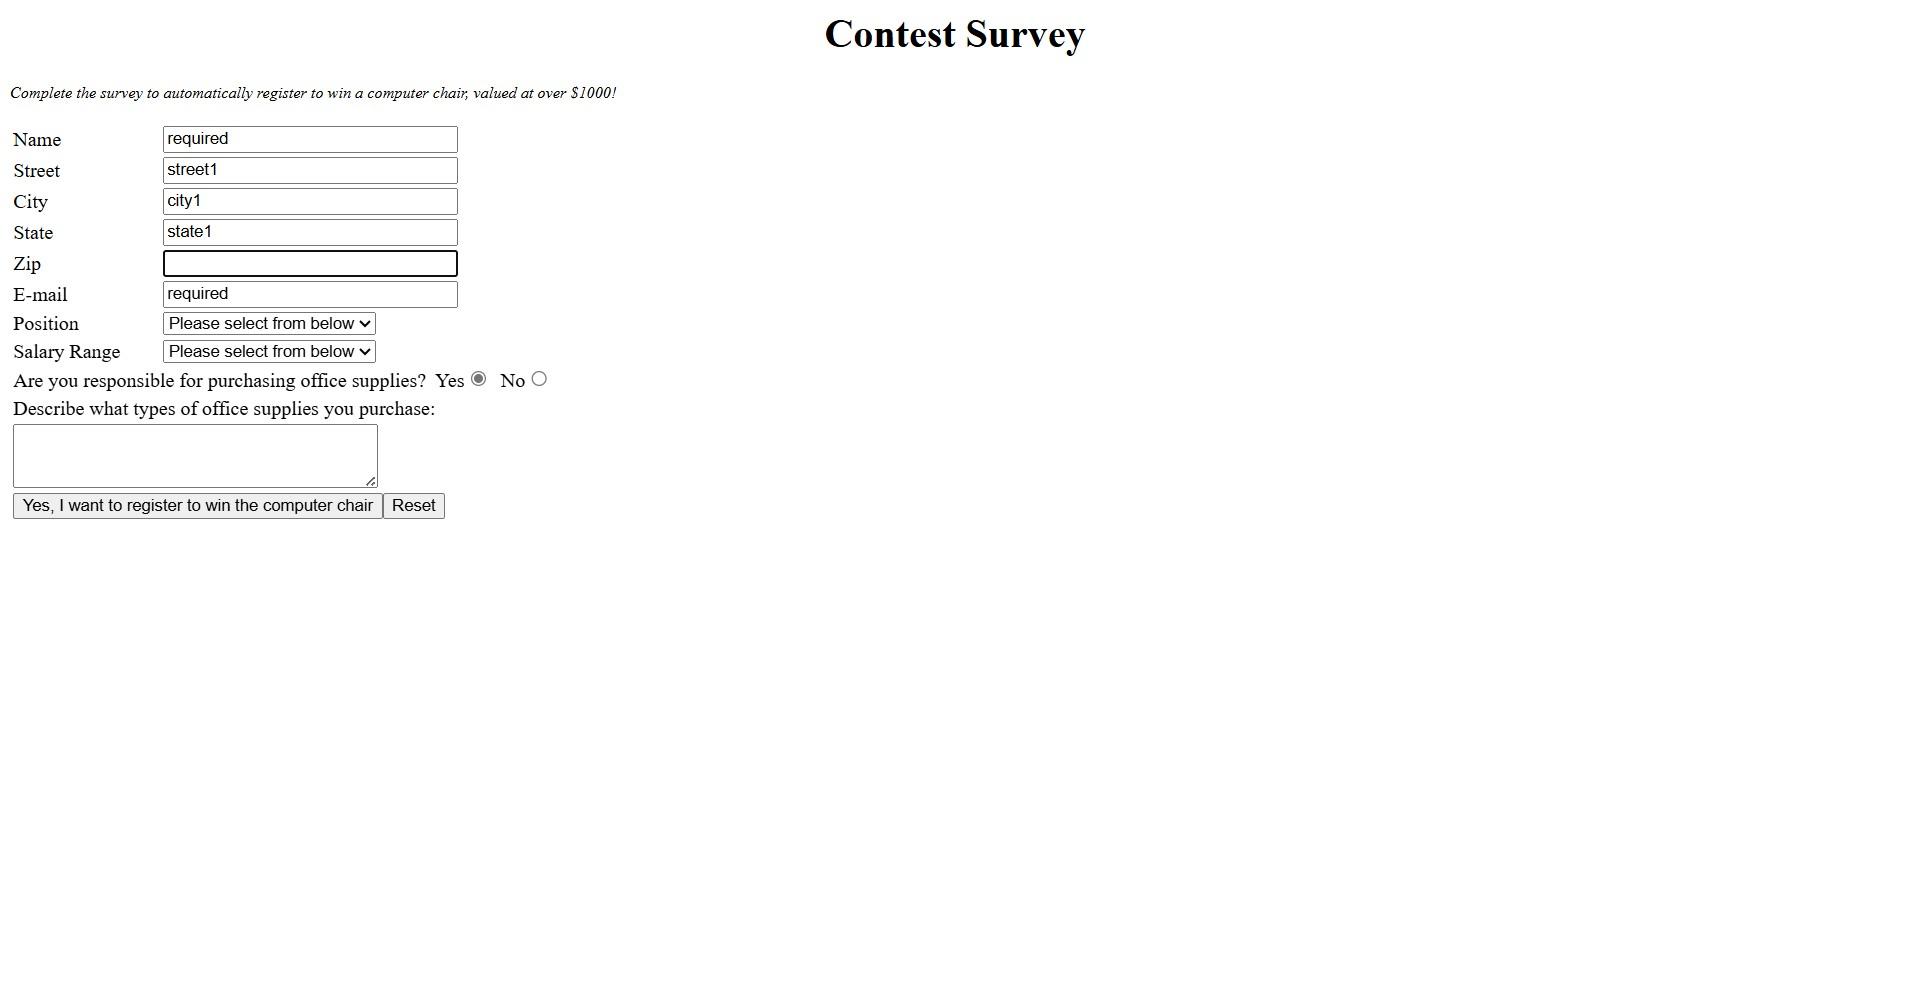 Contest Survey
Complete the survey to automatically register to win a computer chair, valued at over $1000!
Name required
Street street1
City city1
State state1
Zip
E-mail required
Position Please select from below
Salary Range Please select from below
Are you responsible for purchasing office supplies? Yes No
Describe what types of office supplies you purchase:
Yes, I want to register to win the computer chair Reset